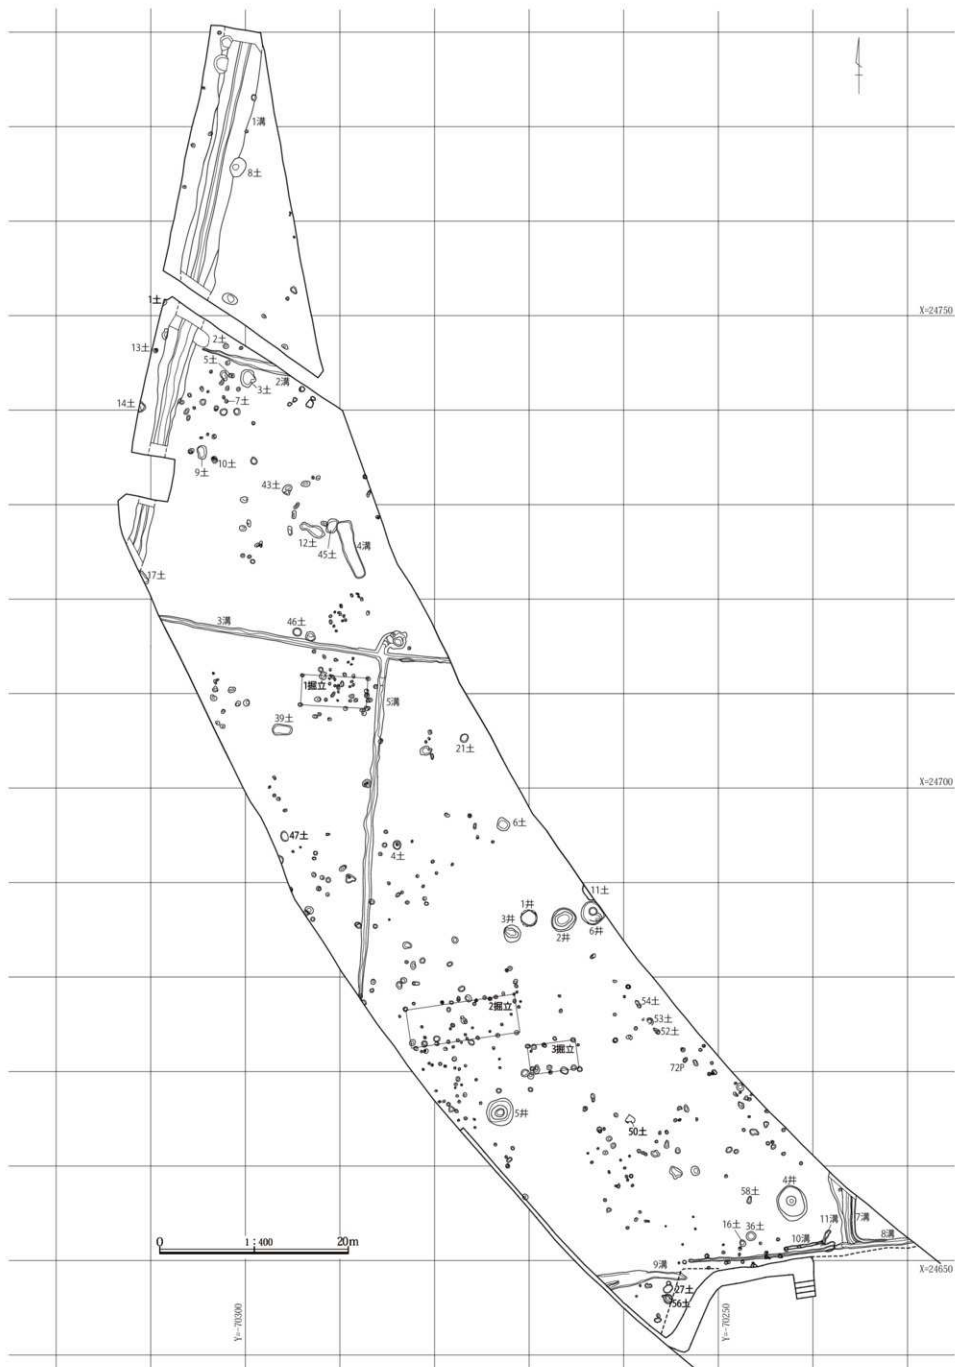 1溝
8土
1土
X=24750
2土
13土
5土
2溝
3土
7土
14土
9土
10土
43土
12土
45土
4溝
17土
3溝
46土
1掘立
5溝
39土
21土
X=24700
6土
47土
4土
11土
1井
3井
2井
6井
54土
2掘立
53土
52土
3掘立
72P
5井
50土
4井
58土
11溝
7溝
16土
36土
10溝
8溝
0
1:400
20m
9溝
X=24650
27土
56土
Y=-70300
Y=-70250